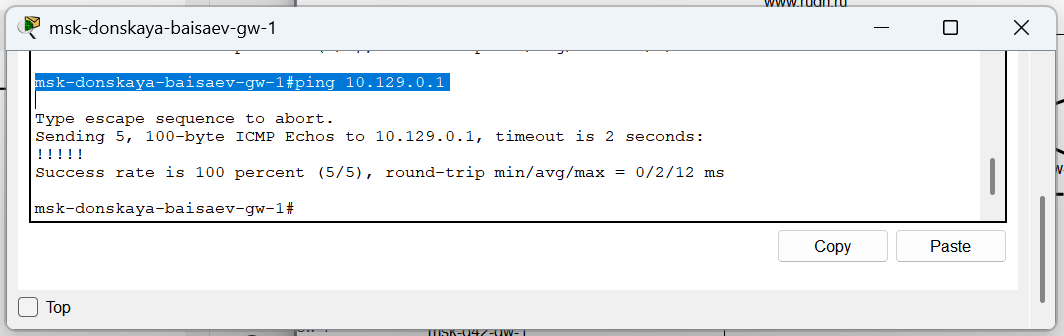 www.rudn.ru
msk-donskaya-baisaev-gw-1
msk-donskaya-baisaev-gw-1#ping 10.129.0.1
Type escape sequence to abort.
Sending 5, 100-byte ICMP Echos to 10.129.0.1, timeout is 2 seconds:
!!!!!
Success rate is 100 percent (5/5), round-trip min/avg/max = 0/2/12 ms
msk-donskaya-baisaev-gw-1#
Copy
Paste
Top
msk-q42-gw-1